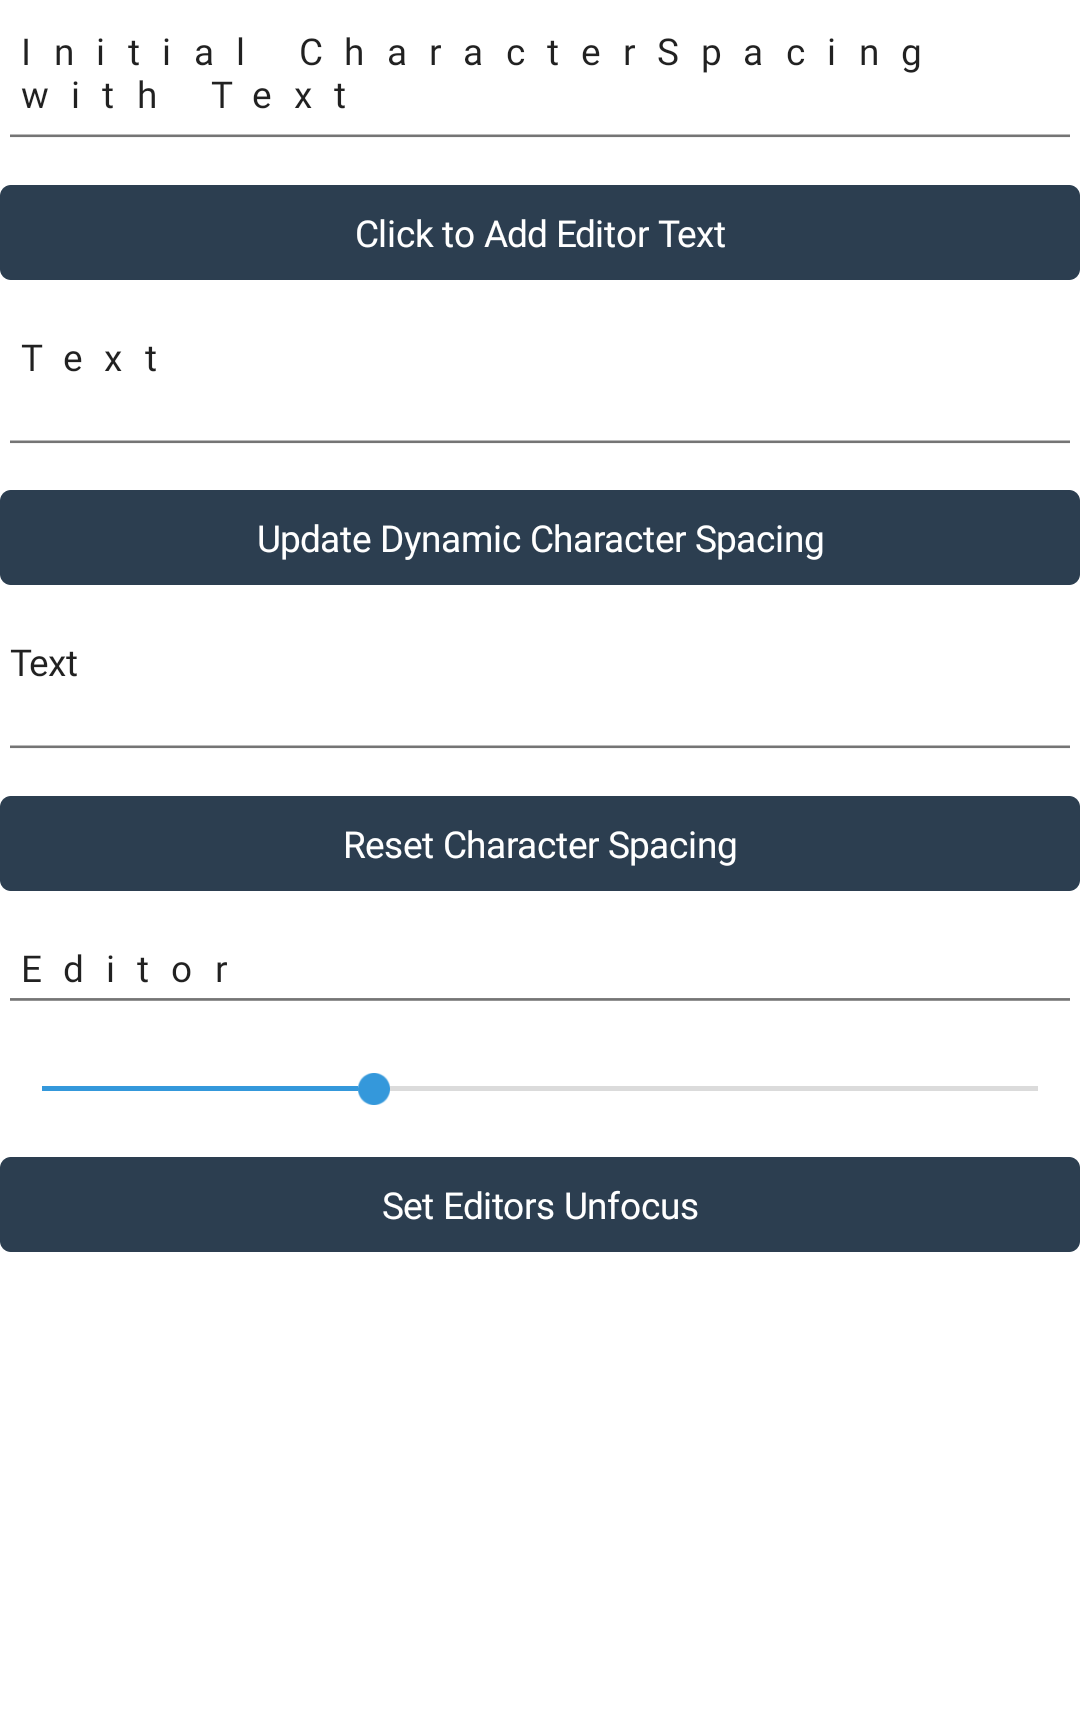 Initial CharacterSpacing
with Text
Click to Add Editor Text
Text
Update Dynamic Character Spacing
Text
Reset Character Spacing
Editor
Set Editors Unfocus